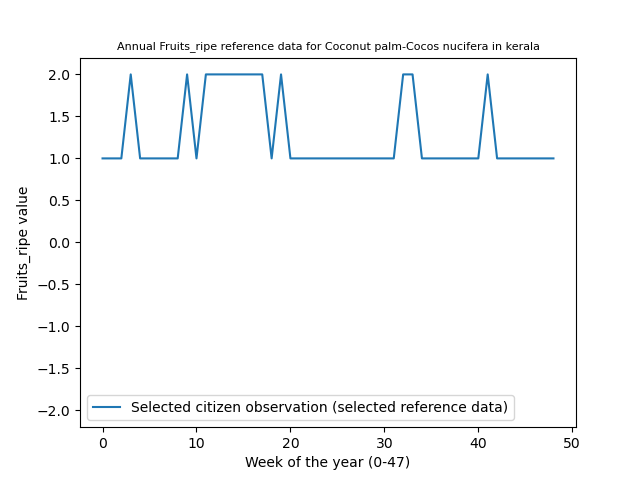 Annual Fruits_ripe reference data for Coconut palm-Cocos nucifera in kerala
2.0
1.5
1.0
0.5
0.0
−0.5
−1.0
−1.5
−2.0
Fruits_ripe value
Selected citizen observation (selected reference data)
0 10 20 30 40 50
Week of the year (0-47)